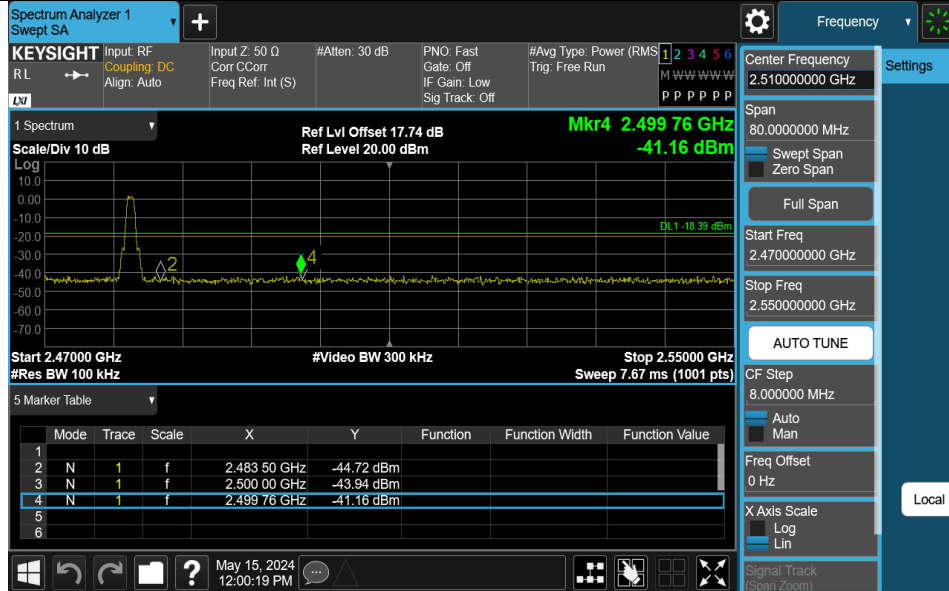 Spectrum Analyzer 1
Swept SA
Frequency
KEYSIGHT
RL
LXI
Input: RF
Coupling: DC
Align: Auto
Input Z: 50 Ω
Corr CCorr
Freq Ref: Int (S)
#Atten: 30 dB
PNO: Fast
Gate: Off
IF Gain: Low
Sig Track: Off
#Avg Type: Power (RMS
Trig: Free Run
1 2 3 4 5 6
M W W W W W
P P P P P P
1 Spectrum
Scale/Div 10 dB
Ref Lvl Offset 17.74 dB
Ref Level 20.00 dBm
Mkr4 2.499 76 GHz
-41.16 dBm
Log
10.0
0.00
-10.0
-20.0
-30.0
-40.0
-50.0
-60.0
-70.0
DL1 -18.39 dBm
2
4
Start 2.47000 GHz
#Video BW 300 kHz
Stop 2.55000 GHz
#Res BW 100 kHz
Sweep 7.67 ms (1001 pts)
5 Marker Table
Mode Trace Scale X Y Function Function Width Function Value
1
2 N 1 f 2.483 50 GHz -44.72 dBm
3 N 1 f 2.500 00 GHz -43.94 dBm
4 N 1 f 2.499 76 GHz -41.16 dBm
5
6
May 15, 2024
12:00:19 PM
Center Frequency
2.510000000 GHz
Settings
Span
80.0000000 MHz
Swept Span
Zero Span
Full Span
Start Freq
2.470000000 GHz
Stop Freq
2.550000000 GHz
AUTO TUNE
CF Step
8.000000 MHz
Auto
Man
Freq Offset
0 Hz
X Axis Scale
Log
Lin
Local
Signal Track
(Span Zoom)